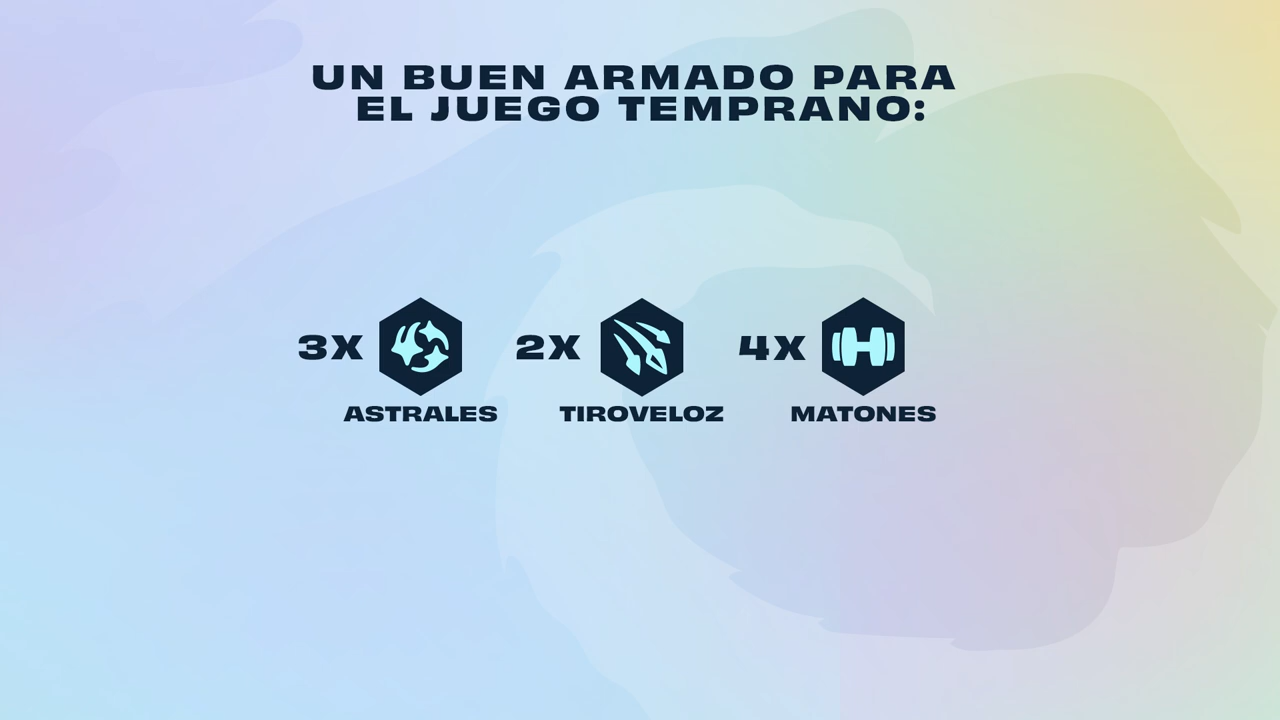 UN BUEN ARMADO PARA
EL JUEGO TEMPRANO:
3X 2X 4X
ASTRALES TIROVELOZ MATONES